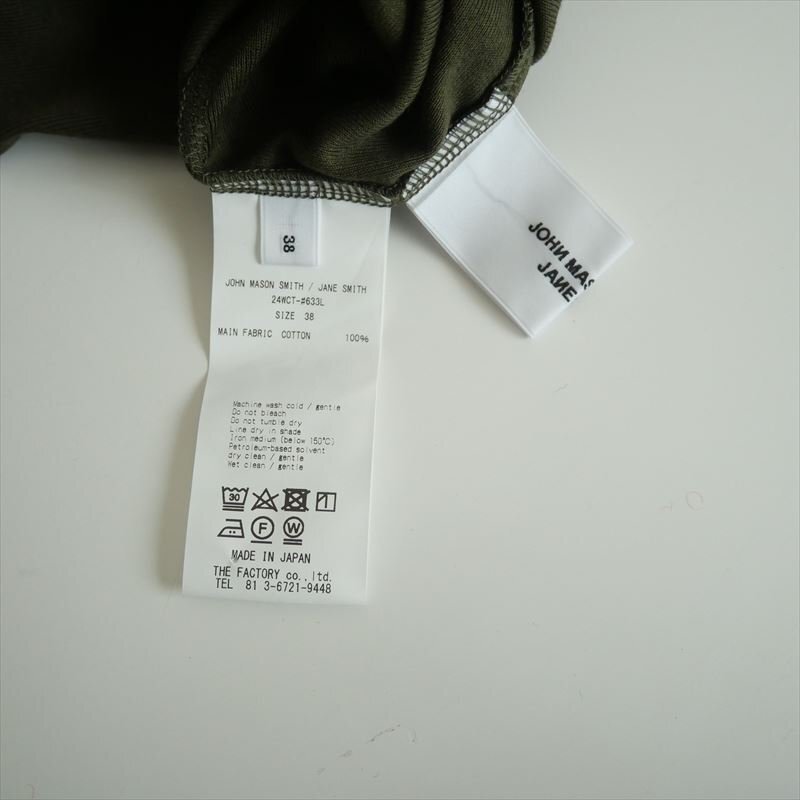 38
JOHN MASON SMITH / JANE SMITH
24WCT-#633L
SIZE 38
MAIN FABRIC COTTON 100%
Machine wash cold / gentle
Do not bleach
Do not tumble dry
Line dry in shade
Iron medium (below 150°C)
Petroleum-based solvent
dry clean / gentle
Wet clean / gentle
30
F W
MADE IN JAPAN
THE FACTORY co., ltd.
TEL 81 3-6721-9448
JOHN MAS
JANE